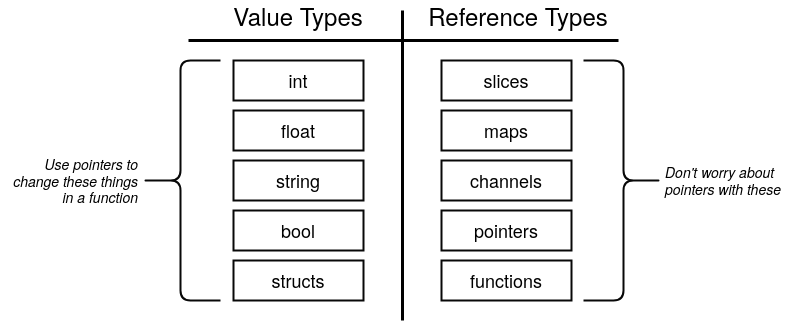 Value Types
Reference Types
int
slices
float
maps
string
channels
bool
pointers
structs
functions
Use pointers to
change these things
in a function
Don't worry about
pointers with these